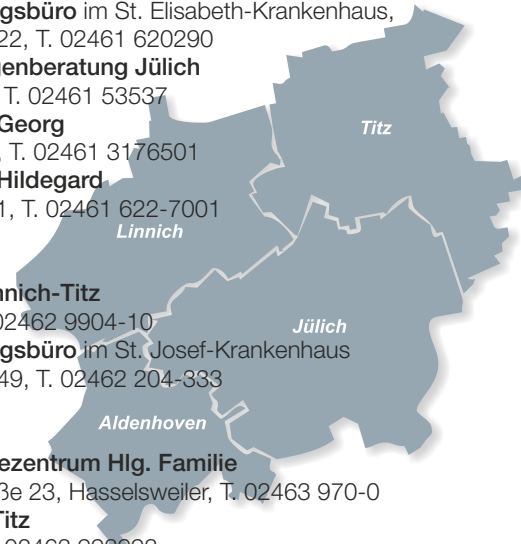 gsbüro im St. Elisabeth-Krankenhaus,
22, T. 02461 620290
genberatung Jülich
T. 02461 53537
Georg
, T. 02461 3176501
Hildegard
1, T. 02461 622-7001
Titz
Linnich
nnich-Titz
02462 9904-10
Jülich
gsbüro im St. Josef-Krankenhaus
49, T. 02462 204-333
Aldenhoven
ezentrum Hlg. Familie
ße 23, Hasselsweiler, T. 02463 970-0
Titz